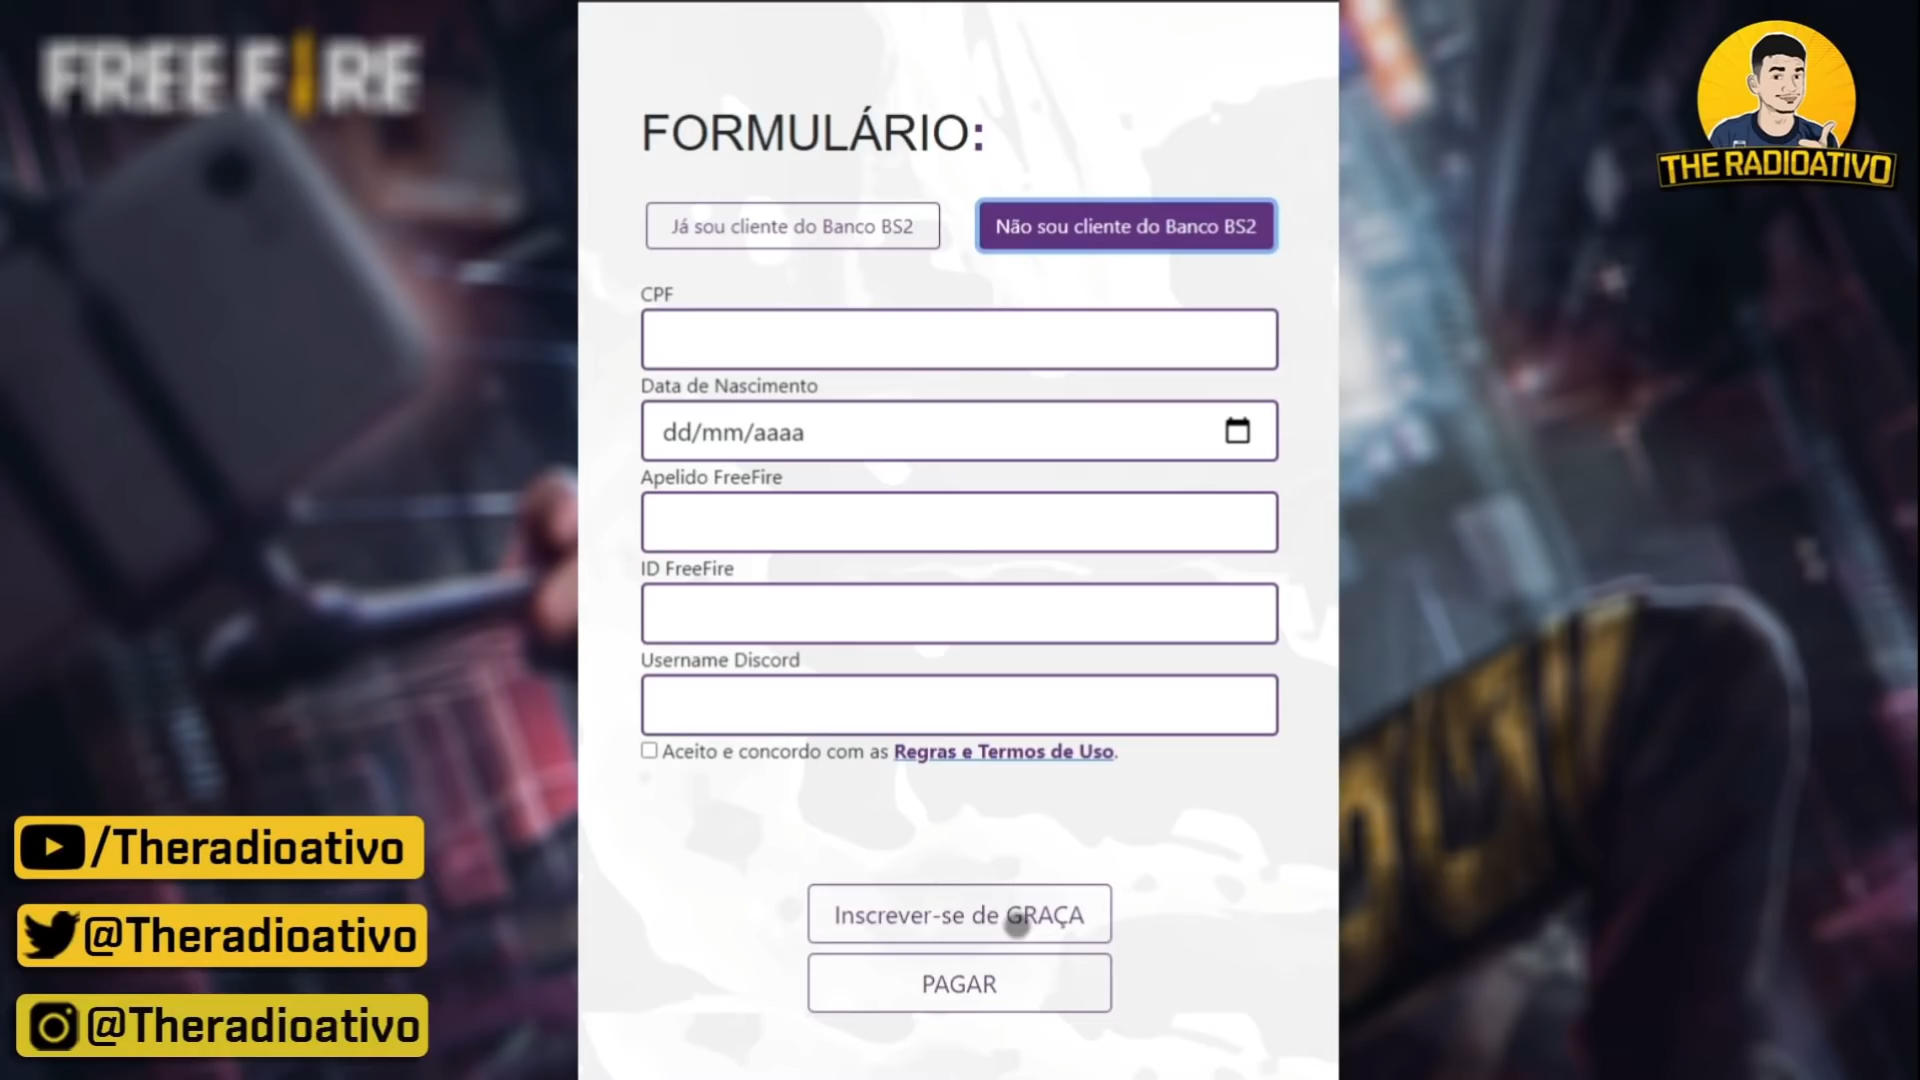 FREE FIRE
THE RADIOATIVO
FORMULÁRIO:
Já sou cliente do Banco BS2
Não sou cliente do Banco BS2
CPF
Data de Nascimento
dd/mm/aaaa
Apelido FreeFire
ID FreeFire
Username Discord
Aceito e concordo com as Regras e Termos de Uso.
Inscrever-se de GRAÇA
PAGAR
/Theradioativo
@Theradioativo
@Theradioativo